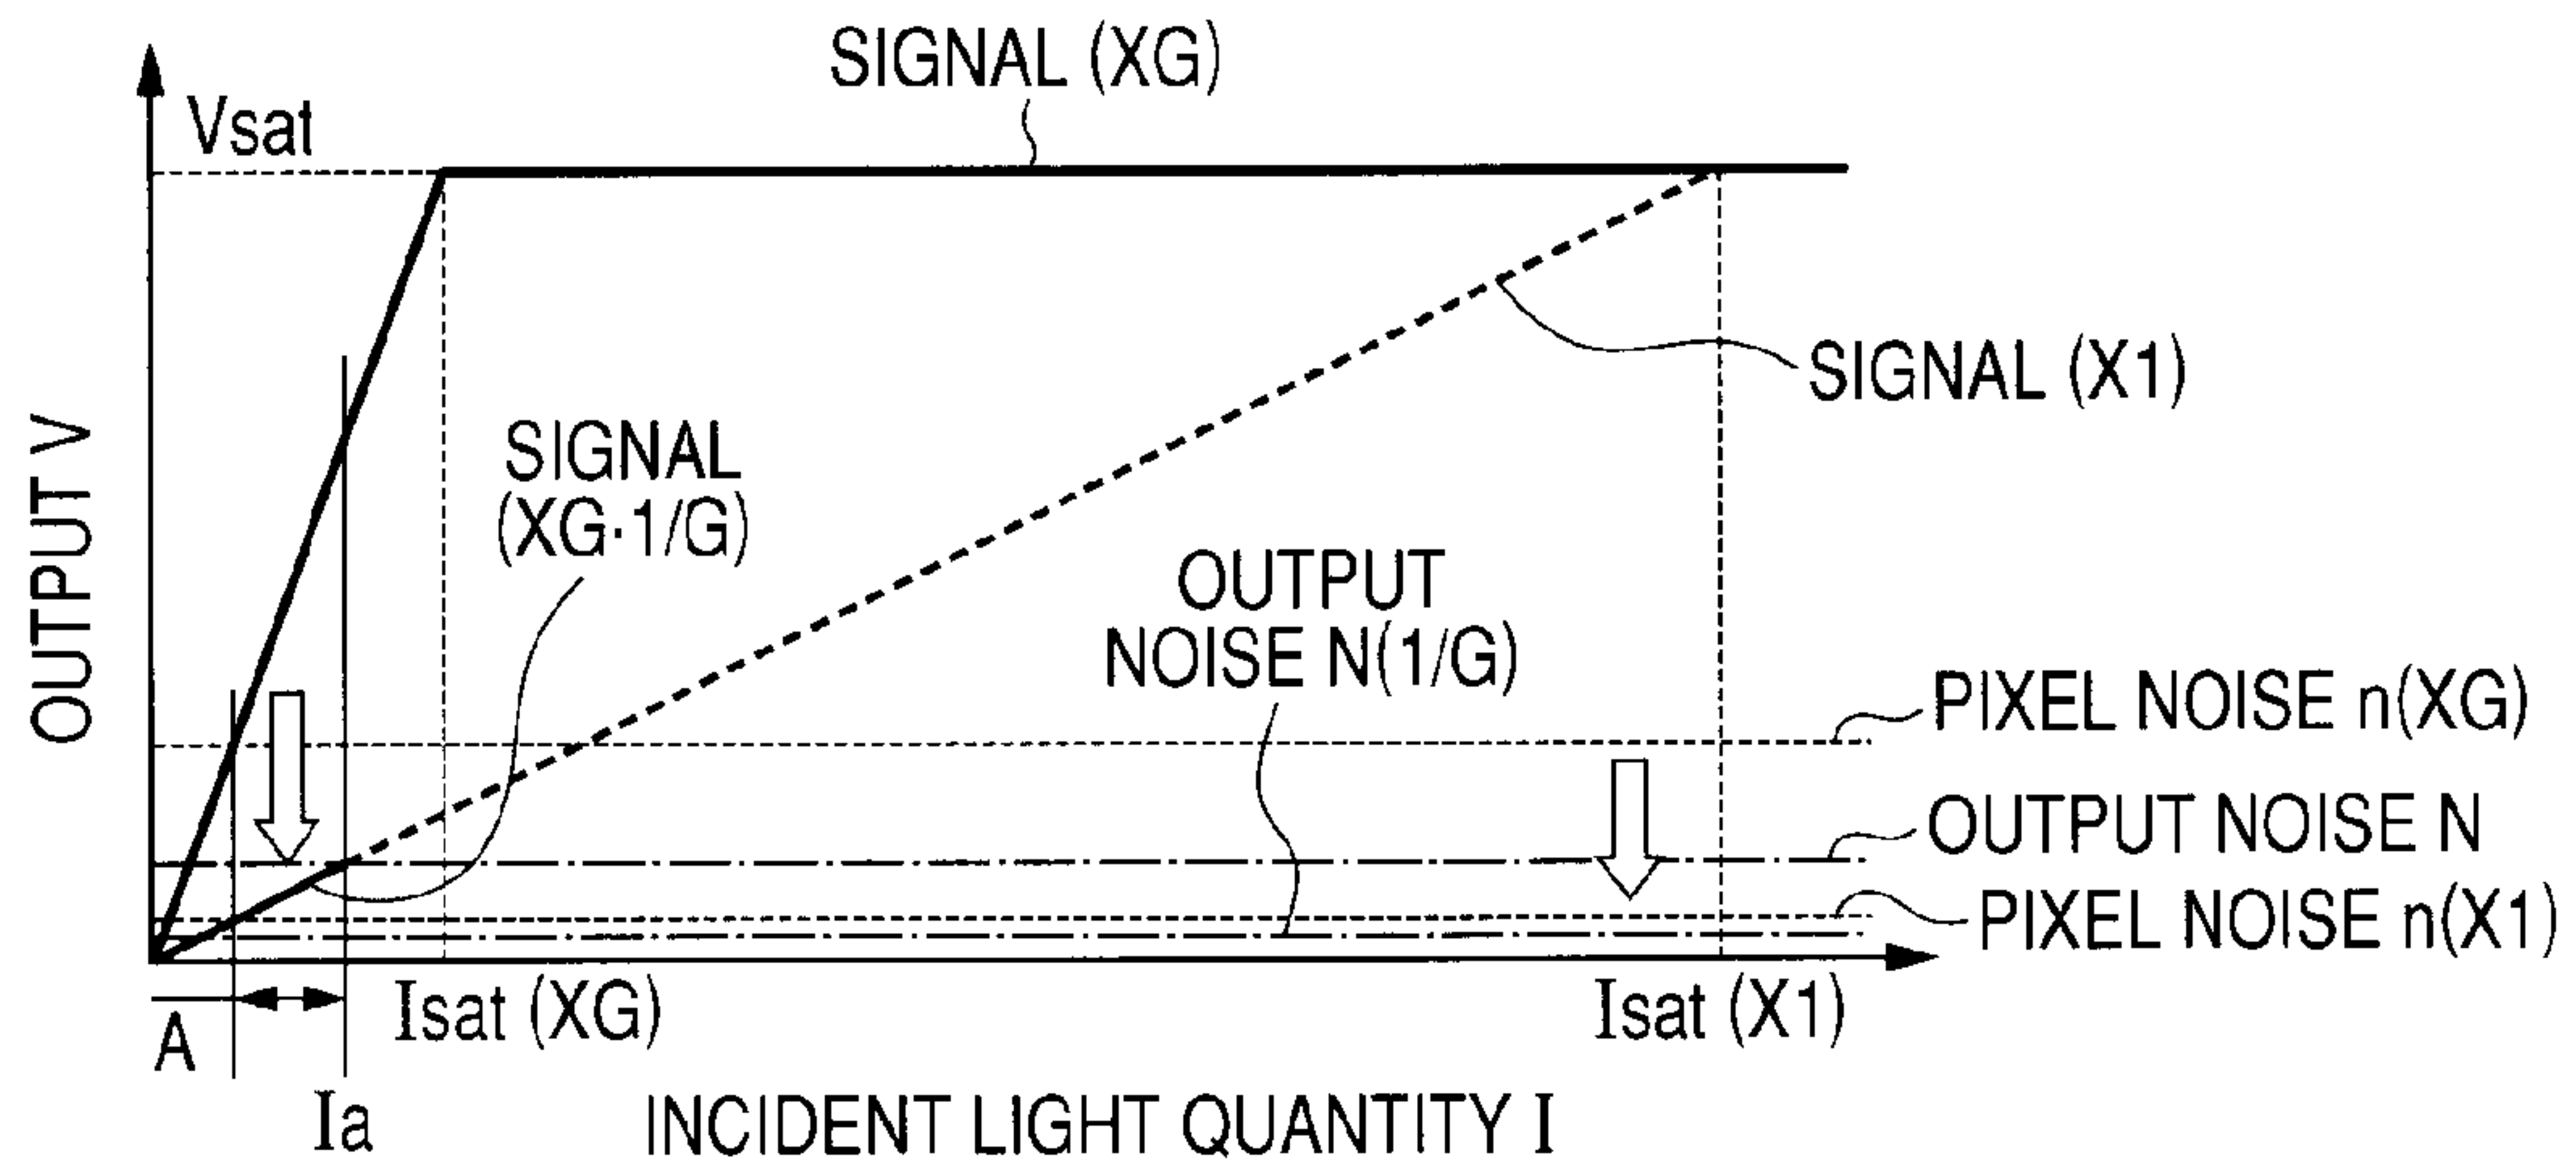 SIGNAL (XG)
Vsat
OUTPUT V
SIGNAL (X1)
SIGNAL
(XG·1/G)
OUTPUT
NOISE N(1/G)
PIXEL NOISE n(XG)
OUTPUT NOISE N
PIXEL NOISE n(X1)
A
Ia
Isat (XG)
Isat (X1)
INCIDENT LIGHT QUANTITY I